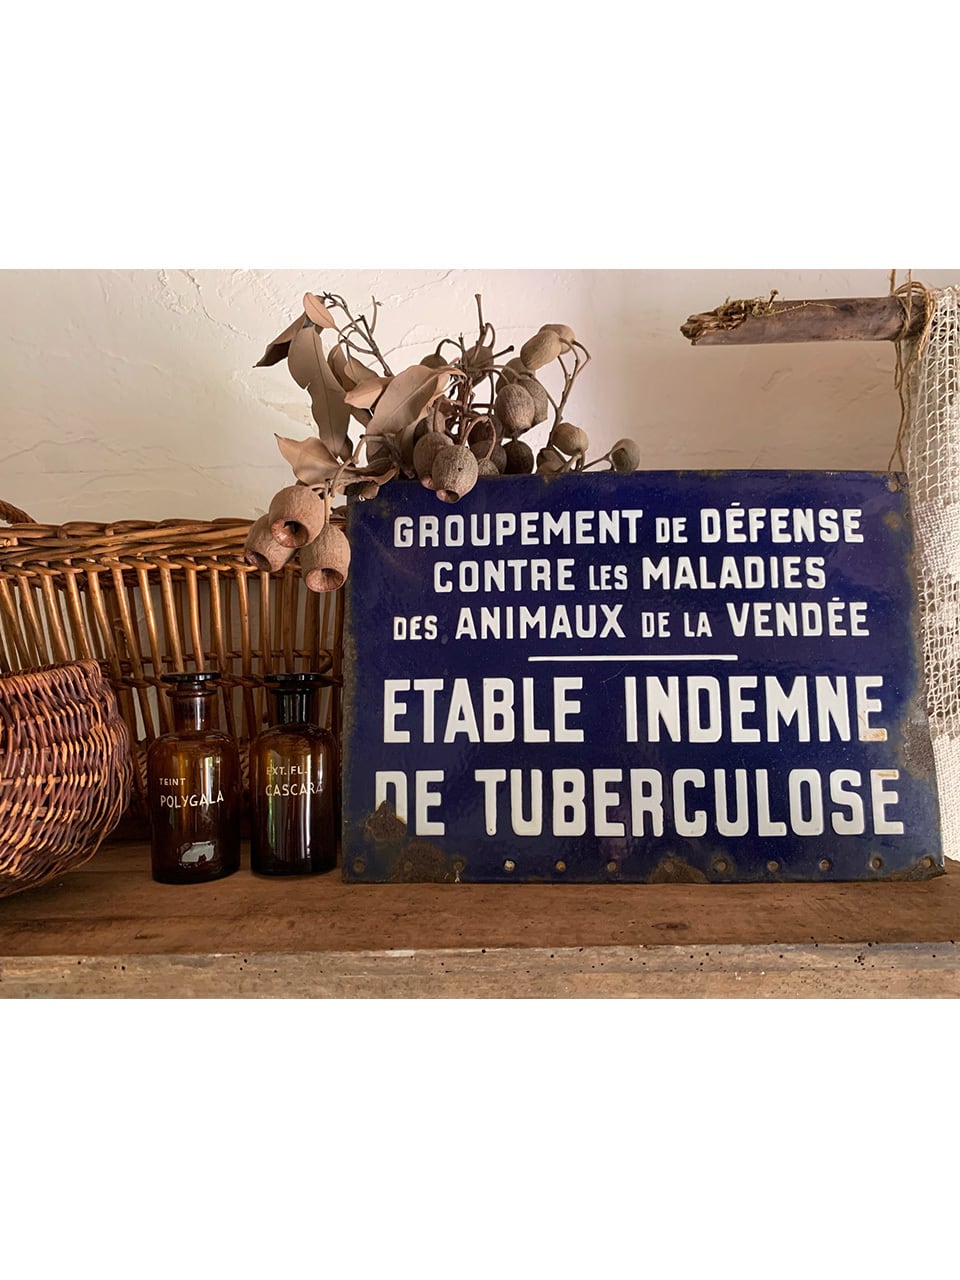 GROUPEMENT DE DÉFENSE
CONTRE LES MALADIES
DES ANIMAUX DE LA VENDÉE
ETABLE INDEMNE
DE TUBERCULOSE
TEINT
POLYGALA
EXT. FL.
CASCARA